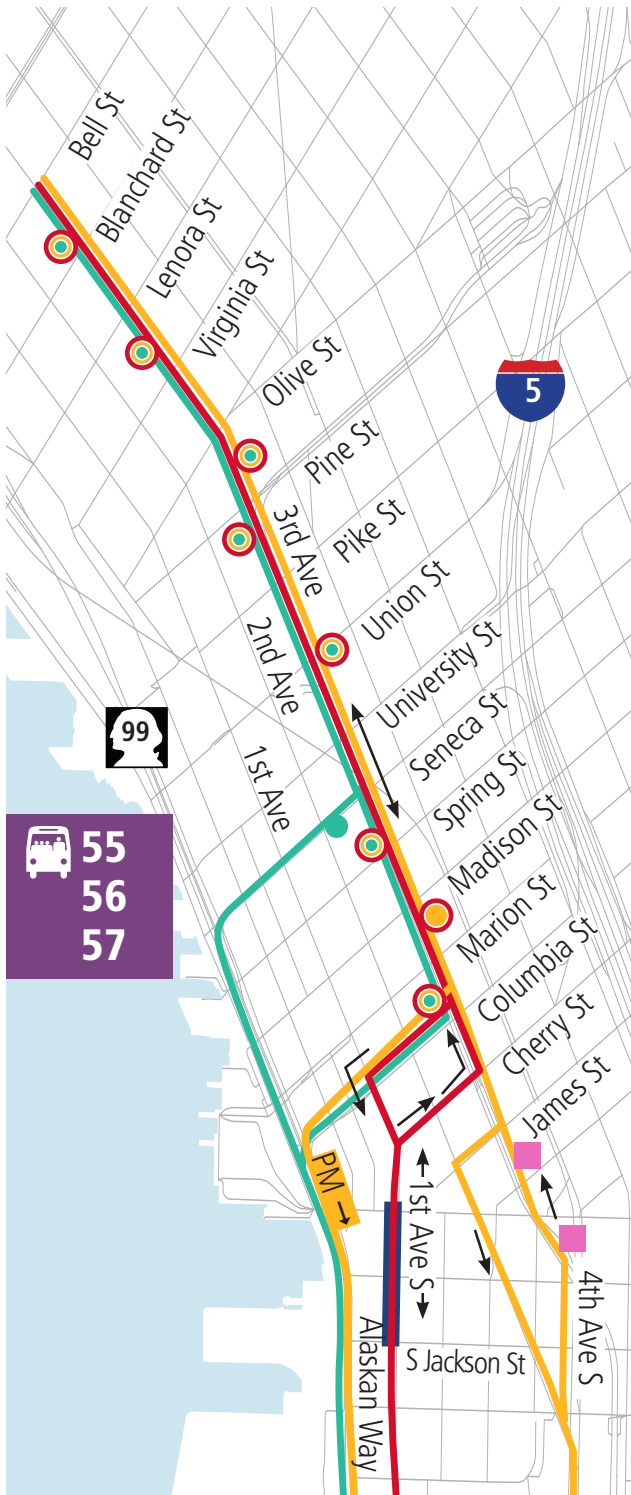 Bell St
Blanchard St
Lenora St
Virginia St
Olive St
5
Pine St
Pike St
3rd Ave
Union St
2nd Ave
University St
Seneca St
99
1st Ave
Spring St
Madison St
55
56
57
Marion St
Columbia St
Cherry St
James St
PM
1st Ave S
4th Ave S
Alaskan Way
S Jackson St